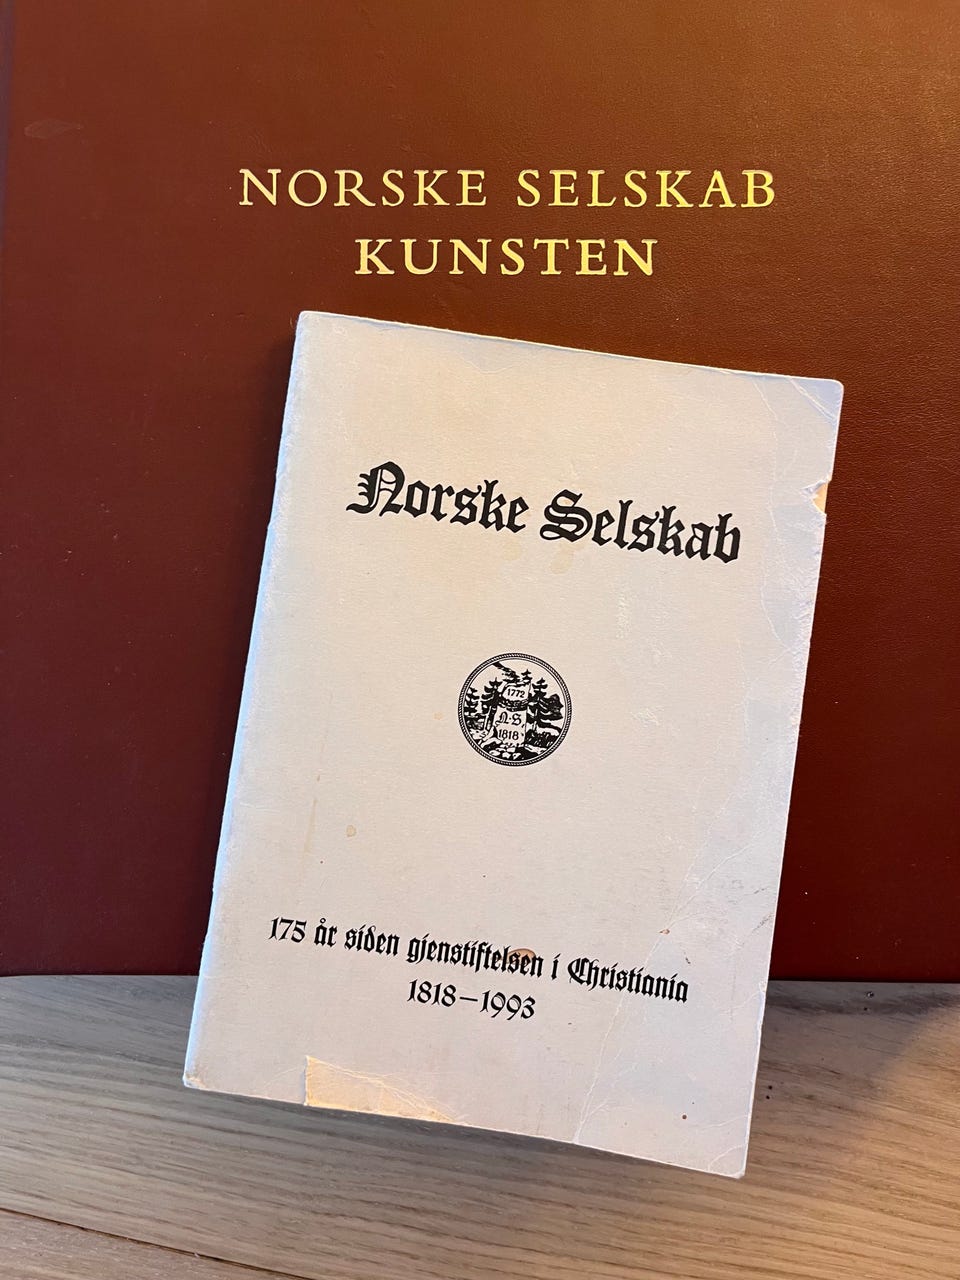 NORSKE SELSKAB
KUNSTEN
Norske Selskab
1772
N.S.
1818
175 år siden gjenstiftelsen i Christiania
1818–1993